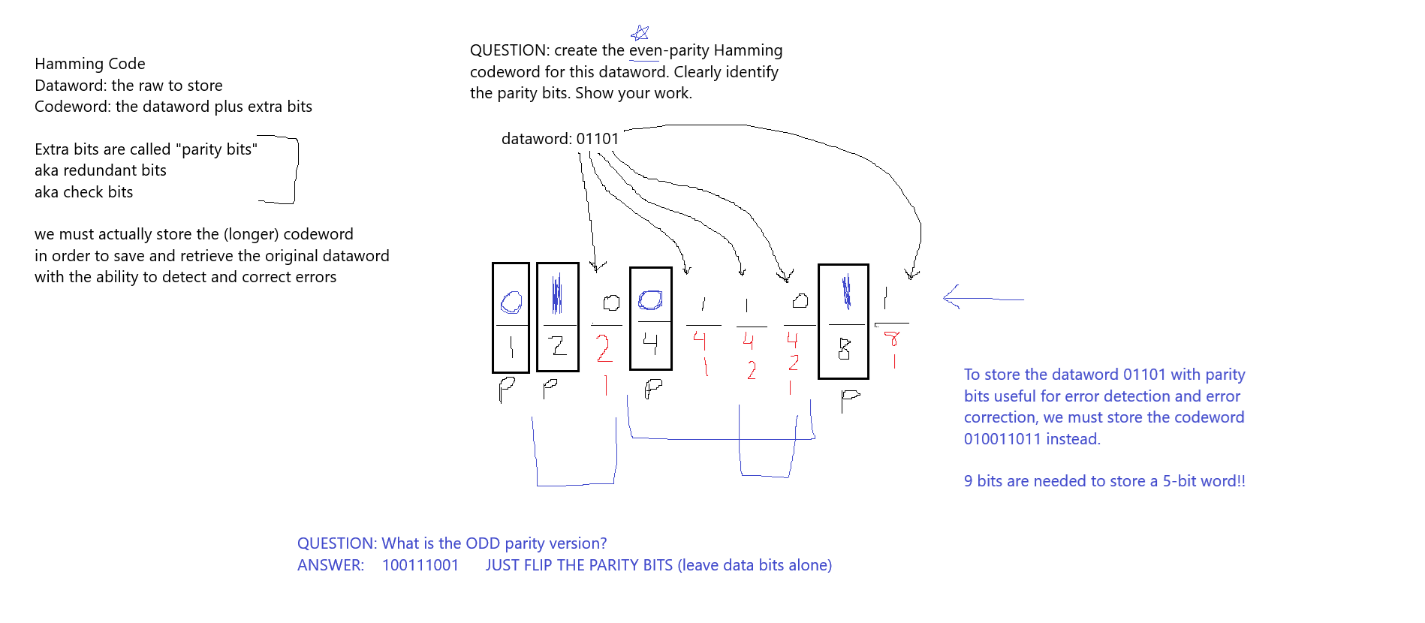 Hamming Code
Dataword: the raw to store
Codeword: the dataword plus extra bits
Extra bits are called "parity bits"
aka redundant bits
aka check bits
we must actually store the (longer) codeword
in order to save and retrieve the original dataword
with the ability to detect and correct errors
QUESTION: create the even-parity Hamming
codeword for this dataword. Clearly identify
the parity bits. Show your work.
dataword: 01101
0 1 0 0 1 1 0 1 1
1 2 2 4 4 4 4 8 8
1 2 2 1
1 1
P P P P
To store the dataword 01101 with parity
bits useful for error detection and error
correction, we must store the codeword
010011011 instead.
9 bits are needed to store a 5-bit word!!
QUESTION: What is the ODD parity version?
ANSWER: 100111001 JUST FLIP THE PARITY BITS (leave data bits alone)